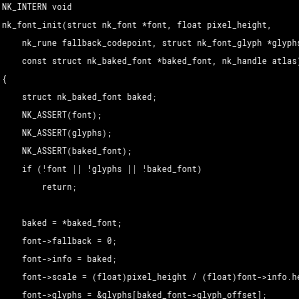 NK_INTERN void
nk_font_init(struct nk_font *font, float pixel_height,
    nk_rune fallback_codepoint, struct nk_font_glyph *glyphs
    const struct nk_baked_font *baked_font, nk_handle atlas)
{
    struct nk_baked_font baked;
    NK_ASSERT(font);
    NK_ASSERT(glyphs);
    NK_ASSERT(baked_font);
    if (!font || !glyphs || !baked_font)
        return;

    baked = *baked_font;
    font->fallback = 0;
    font->info = baked;
    font->scale = (float)pixel_height / (float)font->info.he
    font->glyphs = &glyphs[baked_font->glyph_offset];